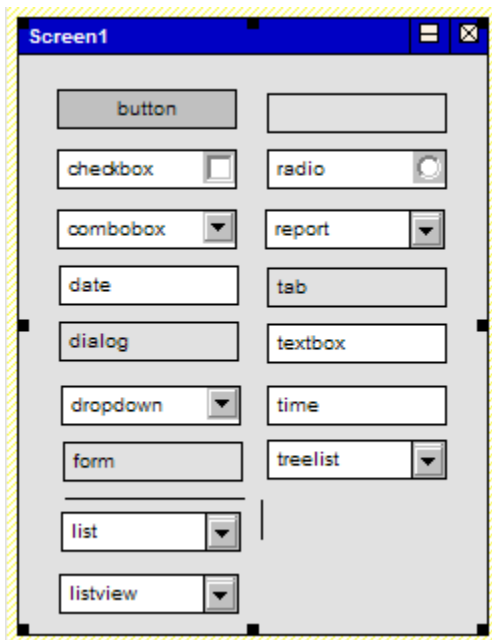 Screen1
button
checkbox
radio
combobox
report
date
tab
dialog
textbox
dropdown
time
form
treelist
list
listview